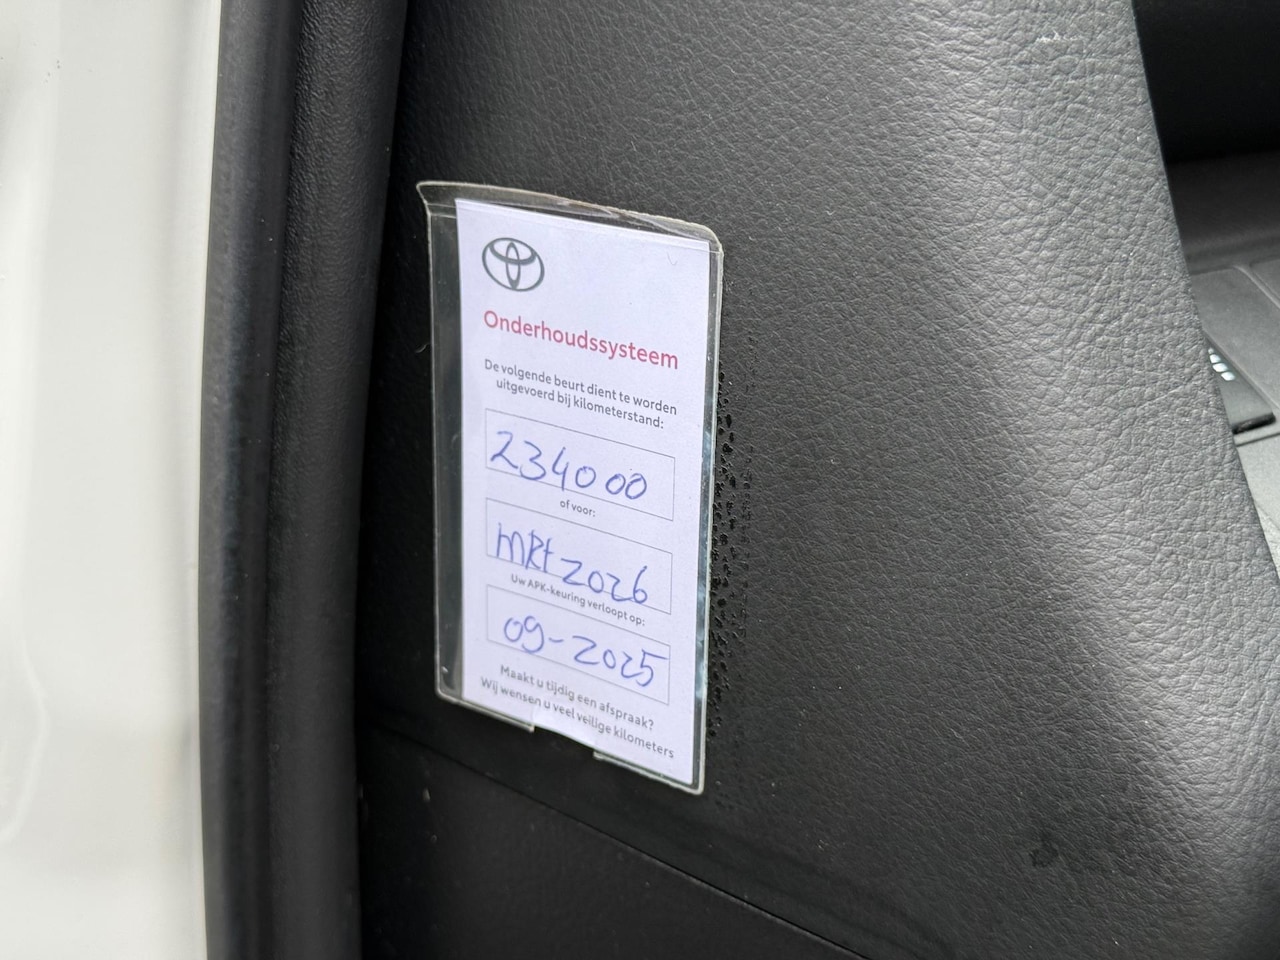 Onderhoudssysteem
De volgende beurt dient te worden
uitgevoerd bij kilometerstand:
234000
of voor:
mRt 2026
Uw APK-keuring verloopt op:
09-2025
Maakt u tijdig een afspraak?
Wij wensen u veel veilige kilometers